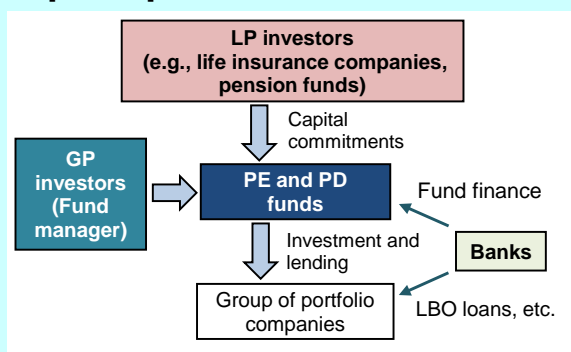 LP investors
(e.g., life insurance companies,
pension funds)
Capital
commitments
GP
investors
(Fund
manager)
PE and PD
funds
Fund finance
Investment and
lending
Banks
Group of portfolio
companies
LBO loans, etc.